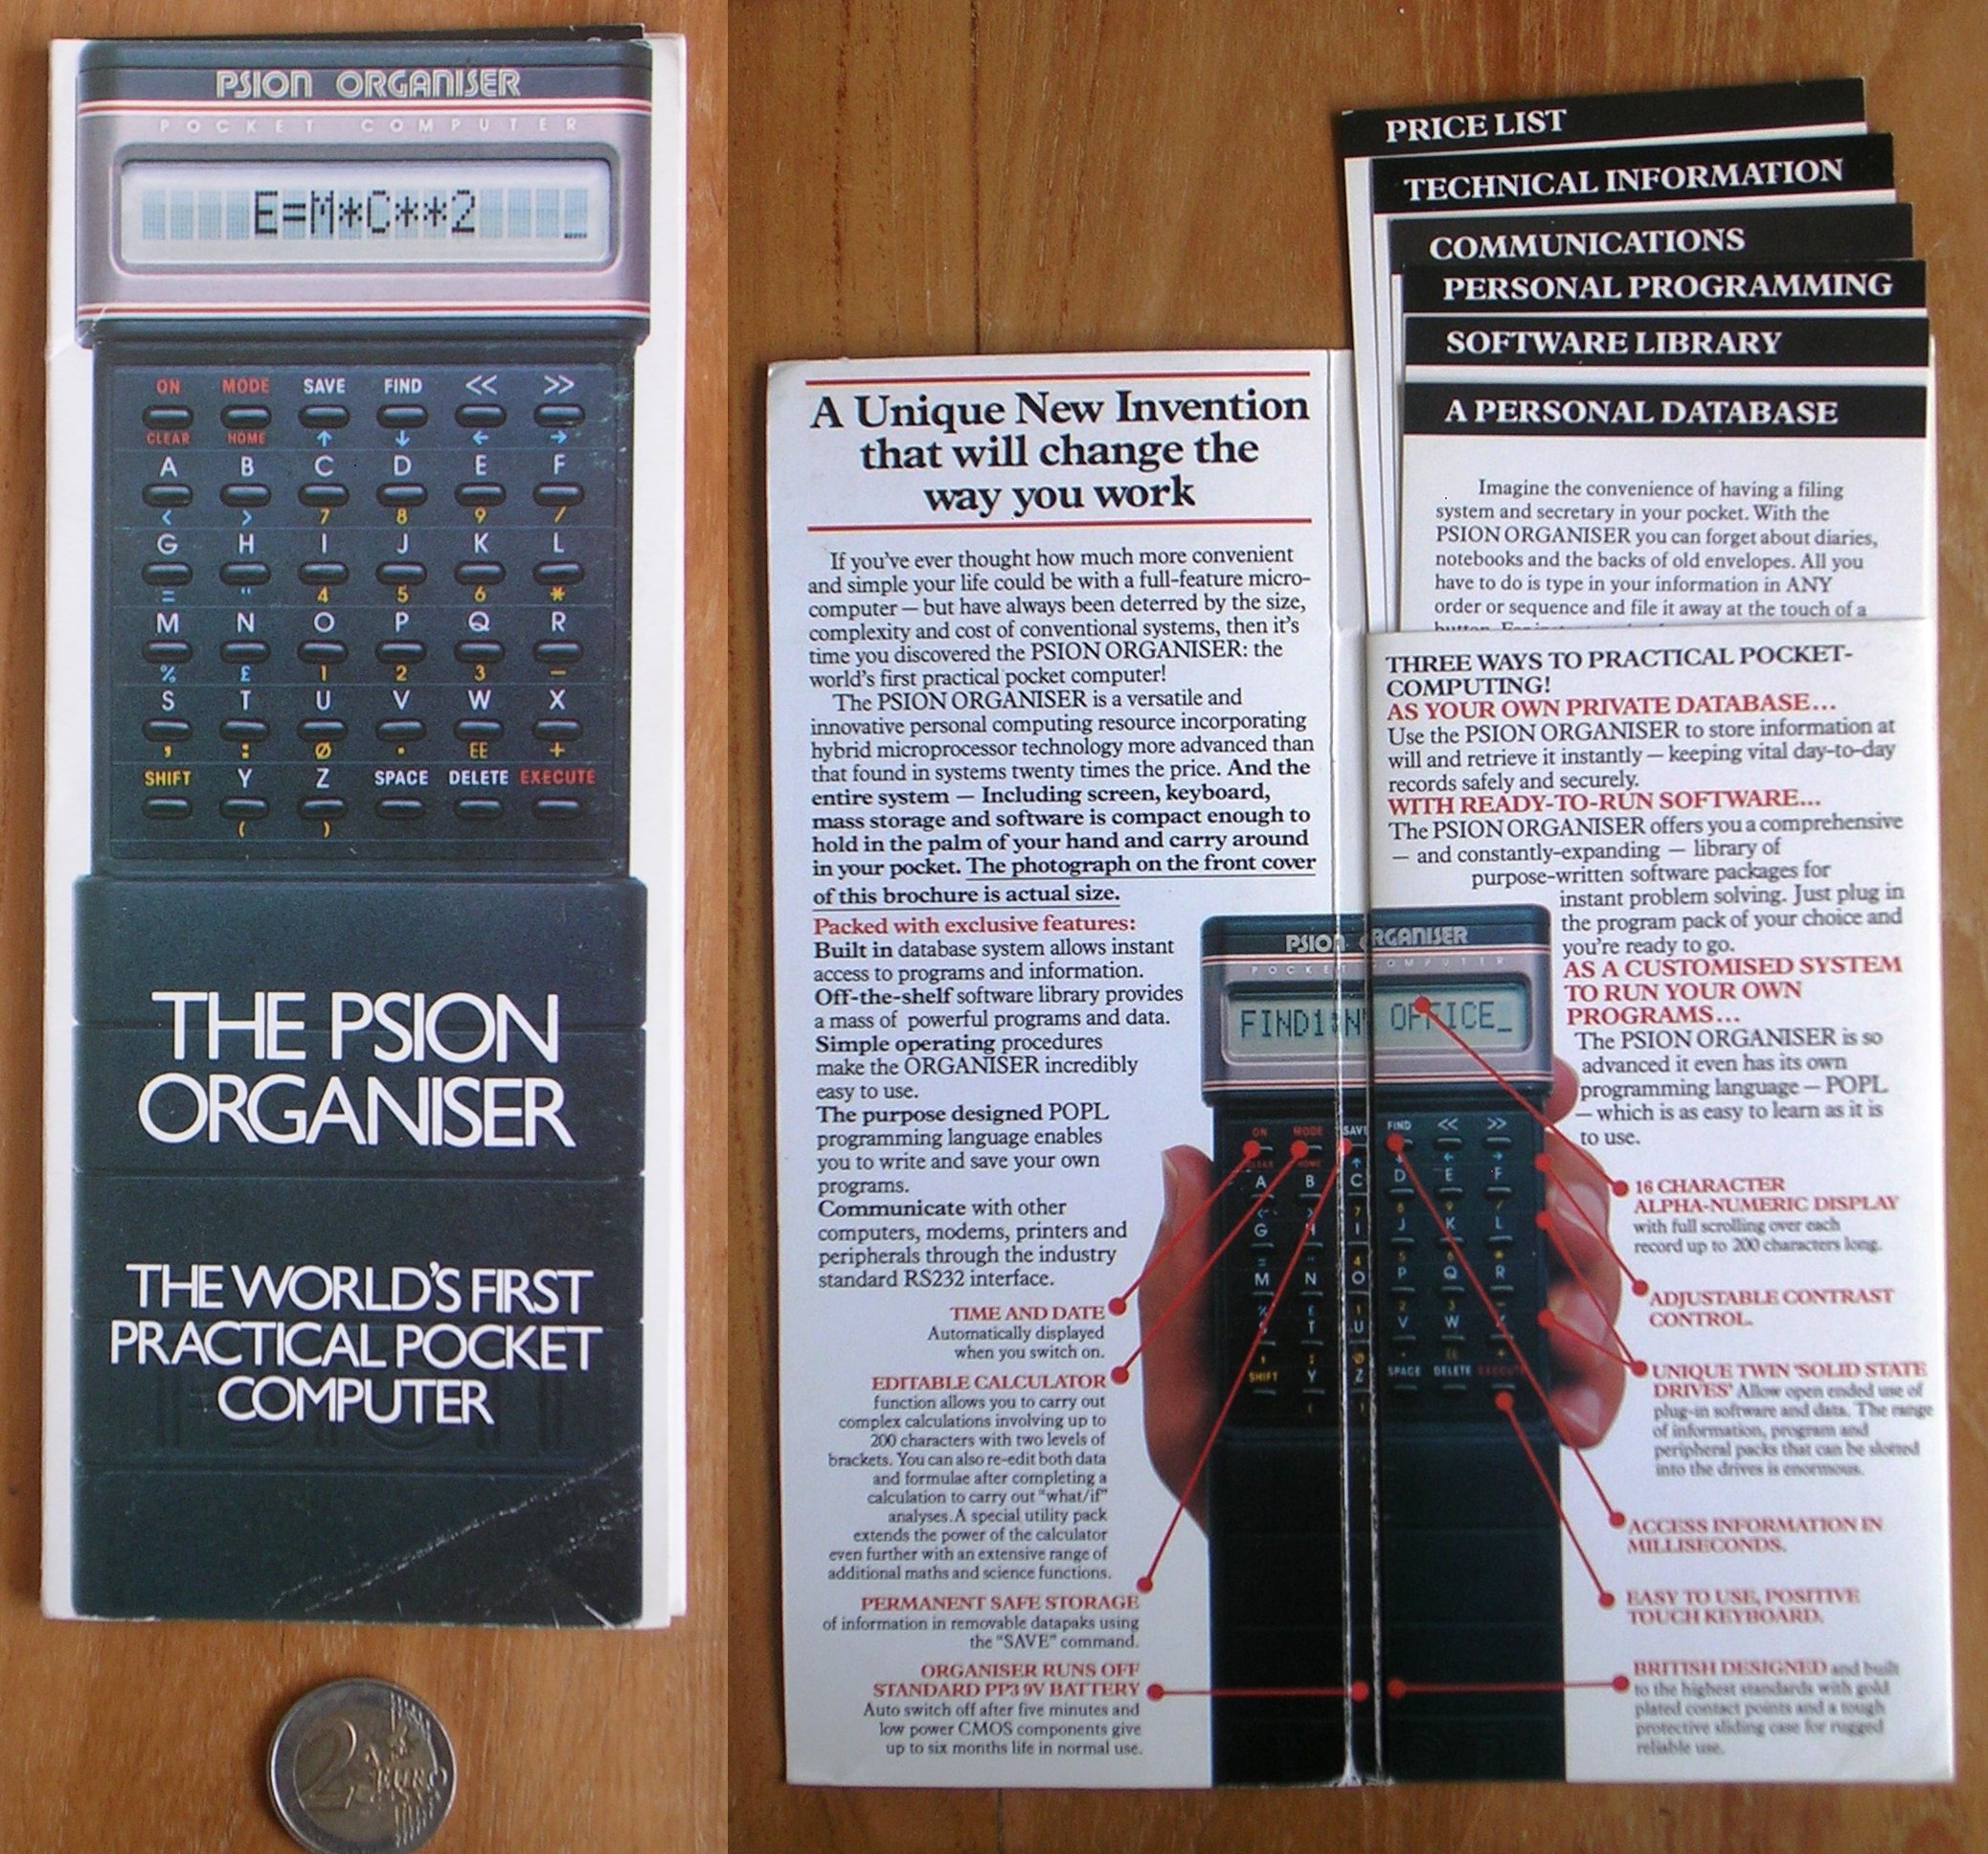 PSION ORGANISER
POCKET COMPUTER
E=M*C**2_
ON MODE SAVE FIND << >>
CLEAR HOME ↑ ↓ ← →
A B C D E F
< > 7 8 9 /
G H I J K L
= " 4 5 6 *
M N O P Q R
% £ 1 2 3 −
S T U V W X
, : Ø . EE +
SHIFT Y Z SPACE DELETE EXECUTE
( )
THE PSION
ORGANISER
THE WORLD'S FIRST
PRACTICAL POCKET
COMPUTER
2 EURO
A Unique New Invention
that will change the
way you work
If you've ever thought how much more convenient
and simple your life could be with a full-feature micro-
computer — but have always been deterred by the size,
complexity and cost of conventional systems, then it's
time you discovered the PSION ORGANISER: the
world's first practical pocket computer!
The PSION ORGANISER is a versatile and
innovative personal computing resource incorporating
hybrid microprocessor technology more advanced than
that found in systems twenty times the price. And the
entire system — Including screen, keyboard,
mass storage and software is compact enough to
hold in the palm of your hand and carry around
in your pocket. The photograph on the front cover
of this brochure is actual size.
Packed with exclusive features:
Built in database system allows instant
access to programs and information.
Off-the-shelf software library provides
a mass of powerful programs and data.
Simple operating procedures
make the ORGANISER incredibly
easy to use.
The purpose designed POPL
programming language enables
you to write and save your own
programs.
Communicate with other
computers, modems, printers and
peripherals through the industry
standard RS232 interface.
TIME AND DATE
Automatically displayed
when you switch on.
EDITABLE CALCULATOR
function allows you to carry out
complex calculations involving up to
200 characters with two levels of
brackets. You can also re-edit both data
and formulae after completing a
calculation to carry out "what/if"
analyses. A special utility pack
extends the power of the calculator
even further with an extensive range of
additional maths and science functions.
PERMANENT SAFE STORAGE
of information in removable datapaks using
the "SAVE" command.
ORGANISER RUNS OFF
STANDARD PP3 9V BATTERY
Auto switch off after five minutes and
low power CMOS components give
up to six months life in normal use.
PRICE LIST
TECHNICAL INFORMATION
COMMUNICATIONS
PERSONAL PROGRAMMING
SOFTWARE LIBRARY
A PERSONAL DATABASE
Imagine the convenience of having a filing
system and secretary in your pocket. With the
PSION ORGANISER you can forget about diaries,
notebooks and the backs of old envelopes. All you
have to do is type in your information in ANY
order or sequence and file it away at the touch of a
THREE WAYS TO PRACTICAL POCKET-
COMPUTING!
AS YOUR OWN PRIVATE DATABASE...
Use the PSION ORGANISER to store information at
will and retrieve it instantly — keeping vital day-to-day
records safely and securely.
WITH READY-TO-RUN SOFTWARE...
The PSION ORGANISER offers you a comprehensive
— and constantly-expanding — library of
purpose-written software packages for
instant problem solving. Just plug in
the program pack of your choice and
you're ready to go.
AS A CUSTOMISED SYSTEM
TO RUN YOUR OWN
PROGRAMS...
The PSION ORGANISER is so
advanced it even has its own
programming language — POPL
— which is as easy to learn as it is
to use.
PSION ORGANISER
POCKET COMPUTER
FIND1:N OFFICE_
ON MODE SAVE FIND << >>
CLEAR HOME ↑ ↓ ← →
A B C D E F
< > 7 8 9 /
G H I J K L
= " 4 5 6 *
M N O P Q R
% £ 1 2 3 −
T U V W
, : Ø . EE +
SHIFT Y Z SPACE DELETE EXECUTE
( )
16 CHARACTER
ALPHA-NUMERIC DISPLAY
with full scrolling over each
record up to 200 characters long.
ADJUSTABLE CONTRAST
CONTROL.
UNIQUE TWIN 'SOLID STATE
DRIVES' Allow open ended use of
plug-in software and data. The range
of information, program and
peripheral packs that can be slotted
into the drives is enormous.
ACCESS INFORMATION IN
MILLISECONDS.
EASY TO USE, POSITIVE
TOUCH KEYBOARD.
BRITISH DESIGNED and built
to the highest standards with gold
plated contact points and a tough
protective sliding case for rugged
reliable use.